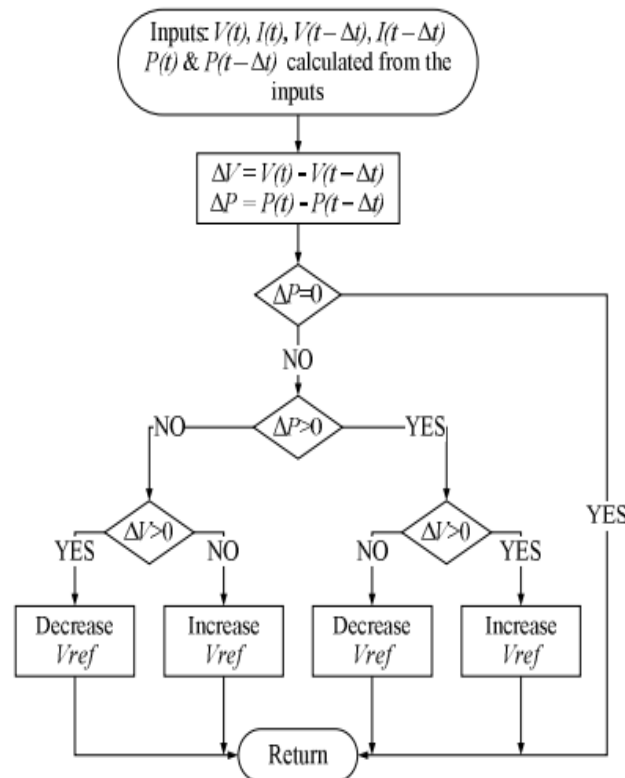 Inputs: V(t), I(t), V(t−Δt), I(t−Δt)
P(t) & P(t−Δt) calculated from the
inputs
ΔV = V(t) - V(t−Δt)
ΔP = P(t) - P(t−Δt)
ΔP=0
NO
NO
ΔP>0
YES
YES
ΔV>0
ΔV>0
YES
NO
NO
YES
Decrease
Vref
Increase
Vref
Decrease
Vref
Increase
Vref
Return